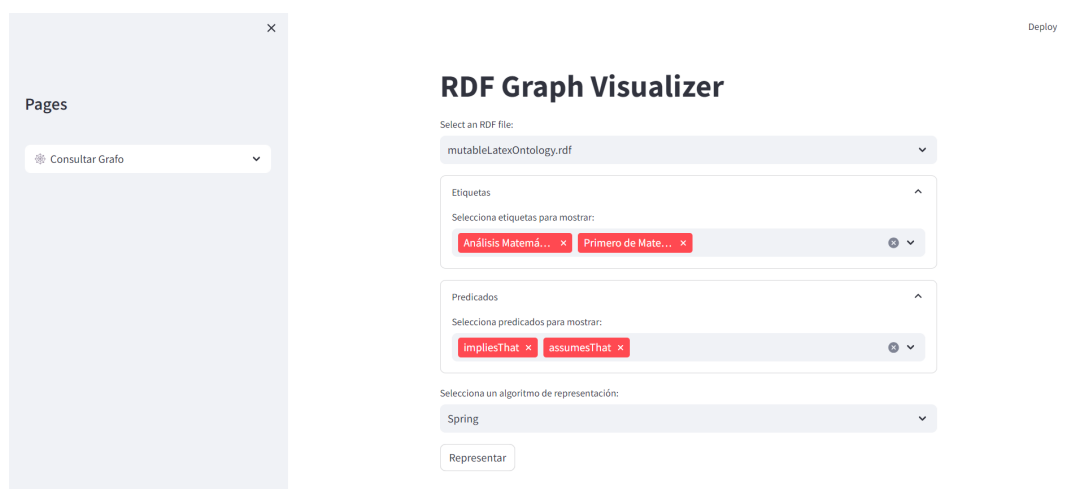 Deploy
Pages
Consultar Grafo
RDF Graph Visualizer
Select an RDF file:
mutableLatexOntology.rdf
Etiquetas
Selecciona etiquetas para mostrar:
Análisis Matemá... × Primero de Mate... ×
Predicados
Selecciona predicados para mostrar:
impliesThat × assumesThat ×
Selecciona un algoritmo de representación:
Spring
Representar